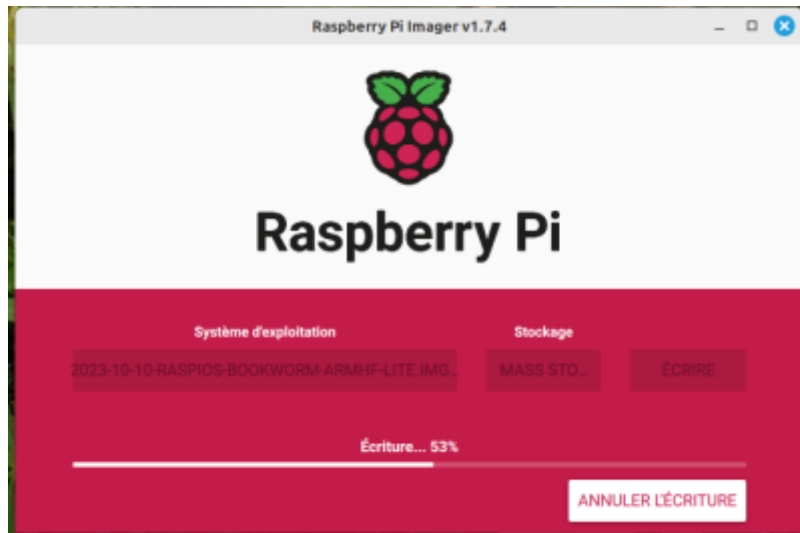 Raspberry Pi Imager v1.7.4
Raspberry Pi
Système d'exploitation
Stockage
2023-10-10-RASPIOS-BOOKWORM-ARMHF-LITE.IMG...
MASS STO...
ÉCRIRE
Écriture... 53%
ANNULER L'ÉCRITURE